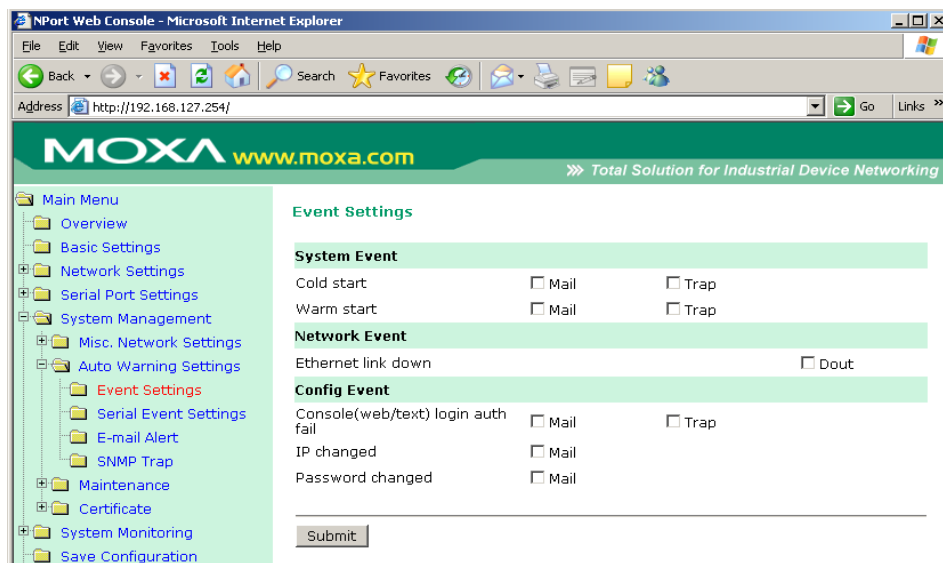 NPort Web Console - Microsoft Internet Explorer
File Edit View Favorites Tools Help
Back Search Favorites
Address http://192.168.127.254/ Go Links »
MOXA www.moxa.com
Total Solution for Industrial Device Networking
Main Menu
Overview
Basic Settings
Network Settings
Serial Port Settings
System Management
Misc. Network Settings
Auto Warning Settings
Event Settings
Serial Event Settings
E-mail Alert
SNMP Trap
Maintenance
Certificate
System Monitoring
Save Configuration
Event Settings
System Event
Cold start Mail Trap
Warm start Mail Trap
Network Event
Ethernet link down Dout
Config Event
Console(web/text) login auth
fail Mail Trap
IP changed Mail
Password changed Mail
Submit